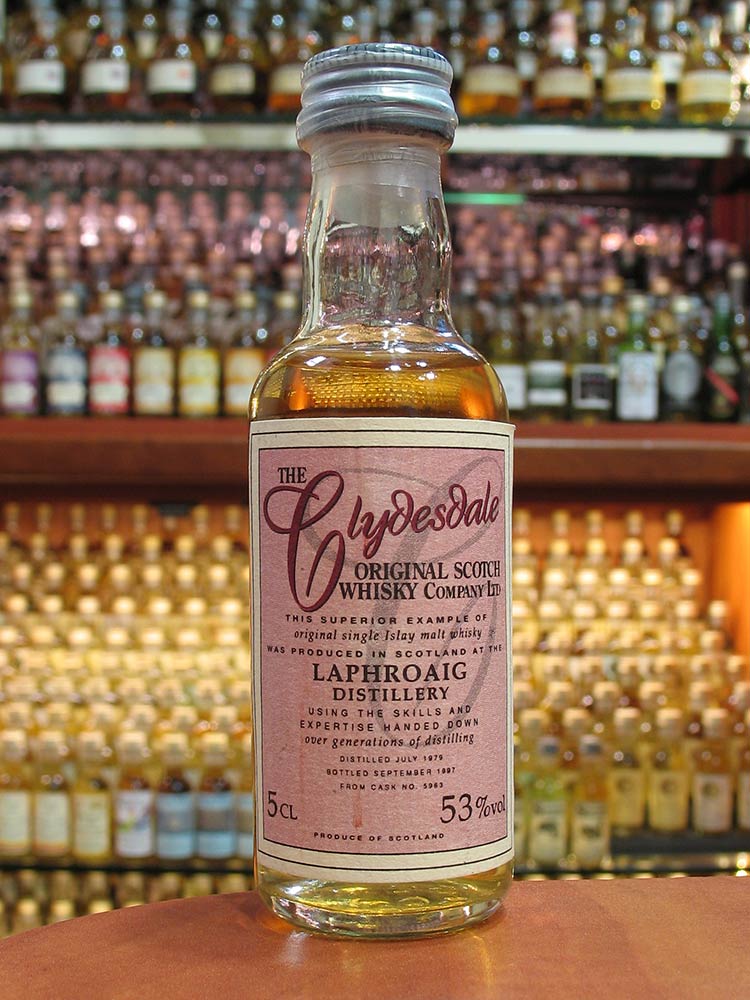 THE
Clydesdale
ORIGINAL SCOTCH
WHISKY COMPANY LTD
THIS SUPERIOR EXAMPLE OF
original single Islay malt whisky
WAS PRODUCED IN SCOTLAND AT THE
LAPHROAIG
DISTILLERY
USING THE SKILLS AND
EXPERTISE HANDED DOWN
over generations of distilling
DISTILLED JULY 1979
BOTTLED SEPTEMBER 1997
FROM CASK NO. 5963
5CL 53%vol
PRODUCE OF SCOTLAND